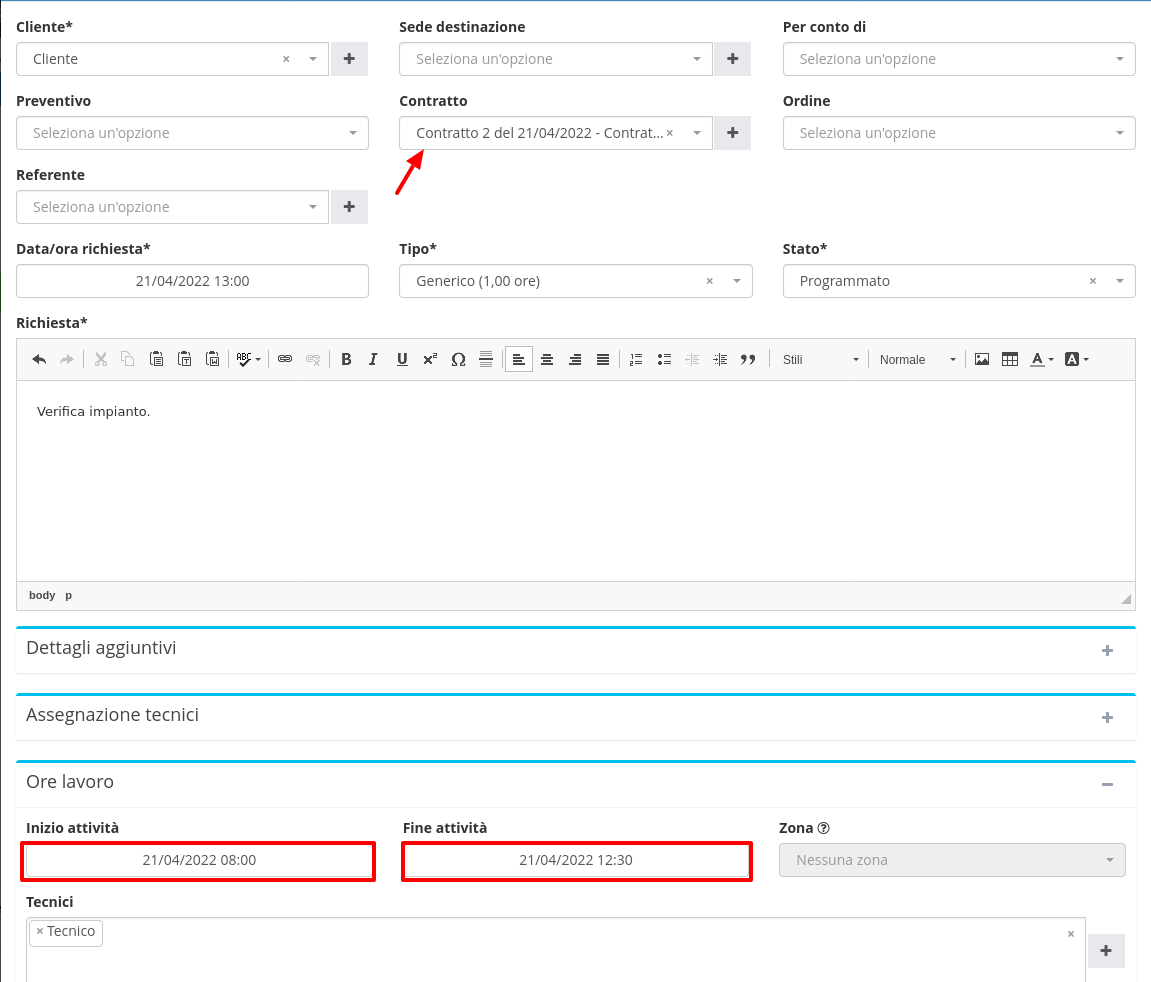 Cliente* Sede destinazione Per conto di
Cliente × + Seleziona un'opzione + Seleziona un'opzione
Preventivo Contratto Ordine
Seleziona un'opzione Contratto 2 del 21/04/2022 - Contrat... × + Seleziona un'opzione
Referente
Seleziona un'opzione +
Data/ora richiesta* Tipo* Stato*
21/04/2022 13:00 Generico (1,00 ore) × Programmato ×
Richiesta*
ABC B I U x² Ω Stili Normale A A
Verifica impianto.
body p
Dettagli aggiuntivi +
Assegnazione tecnici +
Ore lavoro −
Inizio attività Fine attività Zona ?
21/04/2022 08:00 21/04/2022 12:30 Nessuna zona
Tecnici
× Tecnico × +